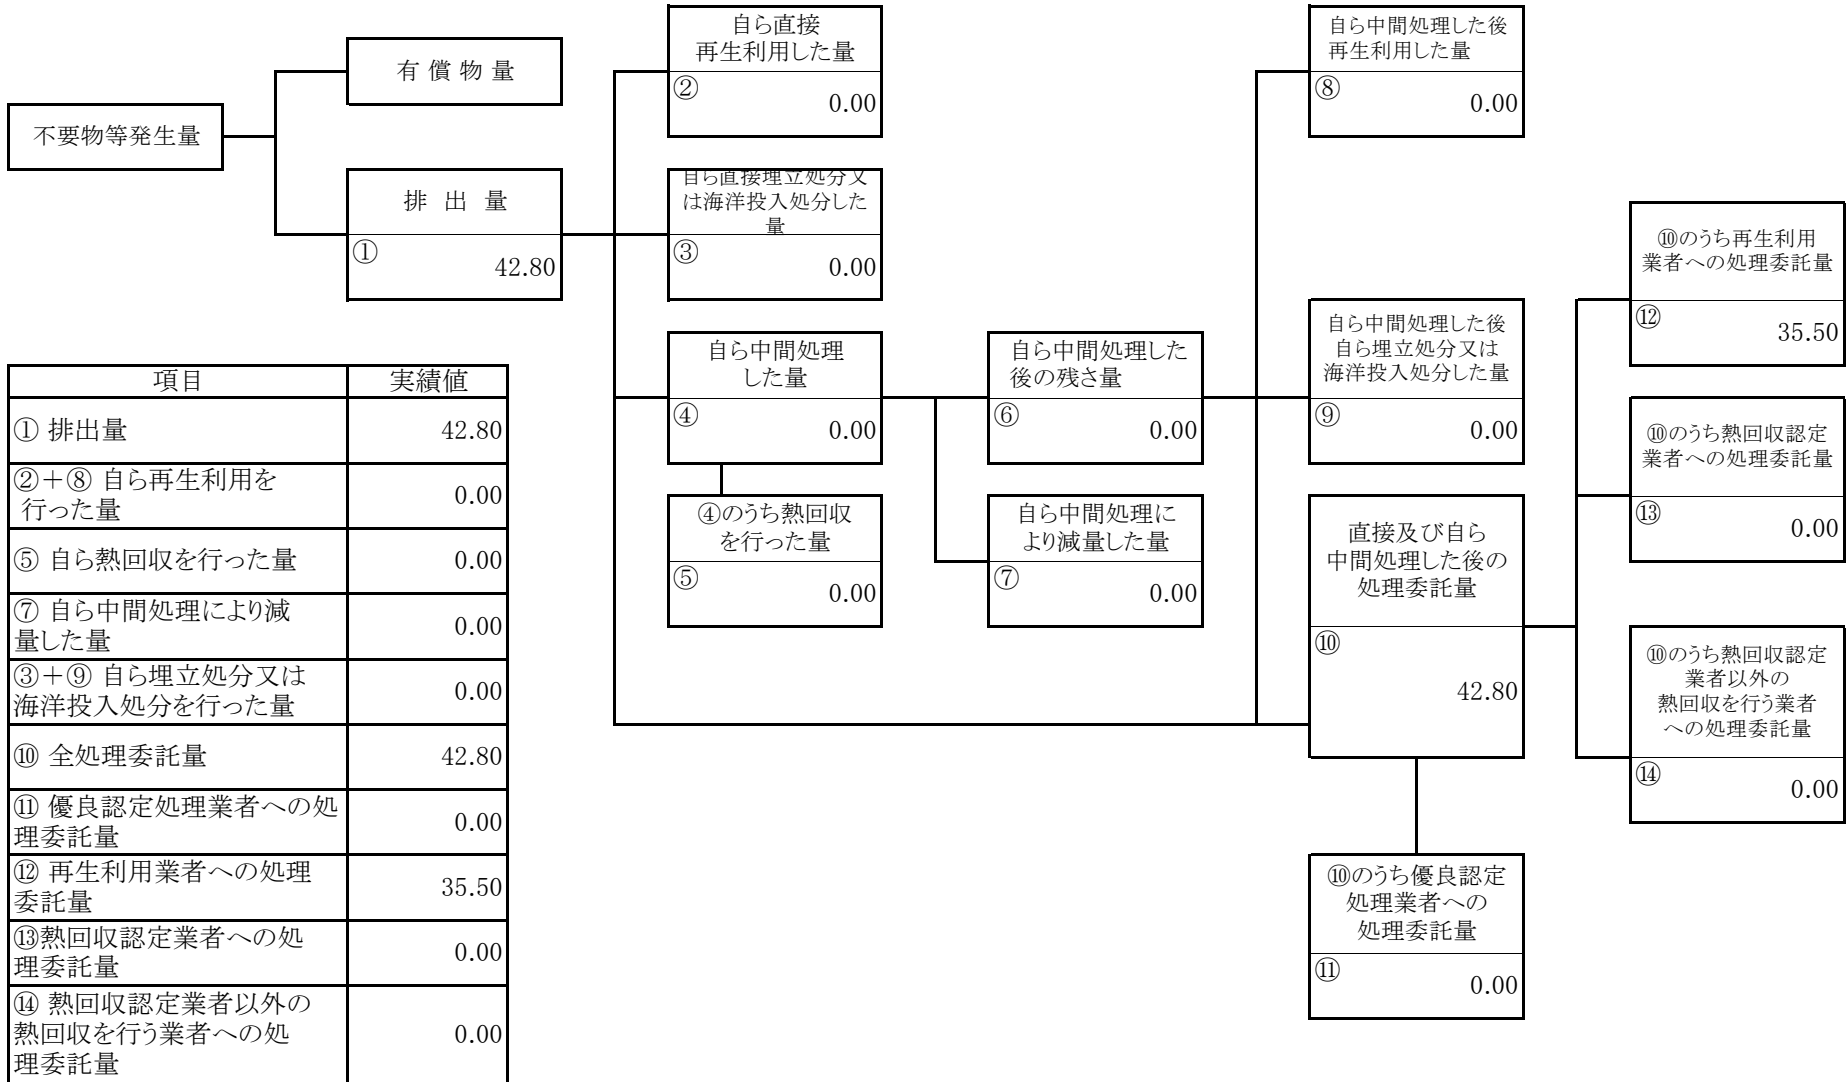 不要物等発生量
有 償 物 量
排 出 量
①
42.80
自ら直接
再生利用した量
②
0.00
自ら直接埋立処分又
は海洋投入処分した
量
③
0.00
自ら中間処理
した量
④
0.00
④のうち熱回収
を行った量
⑤
0.00
自ら中間処理した
後の残さ量
⑥
0.00
自ら中間処理に
より減量した量
⑦
0.00
自ら中間処理した後
再生利用した量
⑧
0.00
自ら中間処理した後
自ら埋立処分又は
海洋投入処分した量
⑨
0.00
直接及び自ら
中間処理した後の
処理委託量
⑩
42.80
⑩のうち優良認定
処理業者への
処理委託量
⑪
0.00
⑩のうち再生利用
業者への処理委託量
⑫
35.50
⑩のうち熱回収認定
業者への処理委託量
⑬
0.00
⑩のうち熱回収認定
業者以外の
熱回収を行う業者
への処理委託量
⑭
0.00
項目 実績値
① 排出量 42.80
②＋⑧ 自ら再生利用を
行った量 0.00
⑤ 自ら熱回収を行った量 0.00
⑦ 自ら中間処理により減
量した量 0.00
③＋⑨ 自ら埋立処分又は
海洋投入処分を行った量 0.00
⑩ 全処理委託量 42.80
⑪ 優良認定処理業者への処
理委託量 0.00
⑫ 再生利用業者への処理
委託量 35.50
⑬熱回収認定業者への処
理委託量 0.00
⑭ 熱回収認定業者以外の
熱回収を行う業者への処
理委託量 0.00